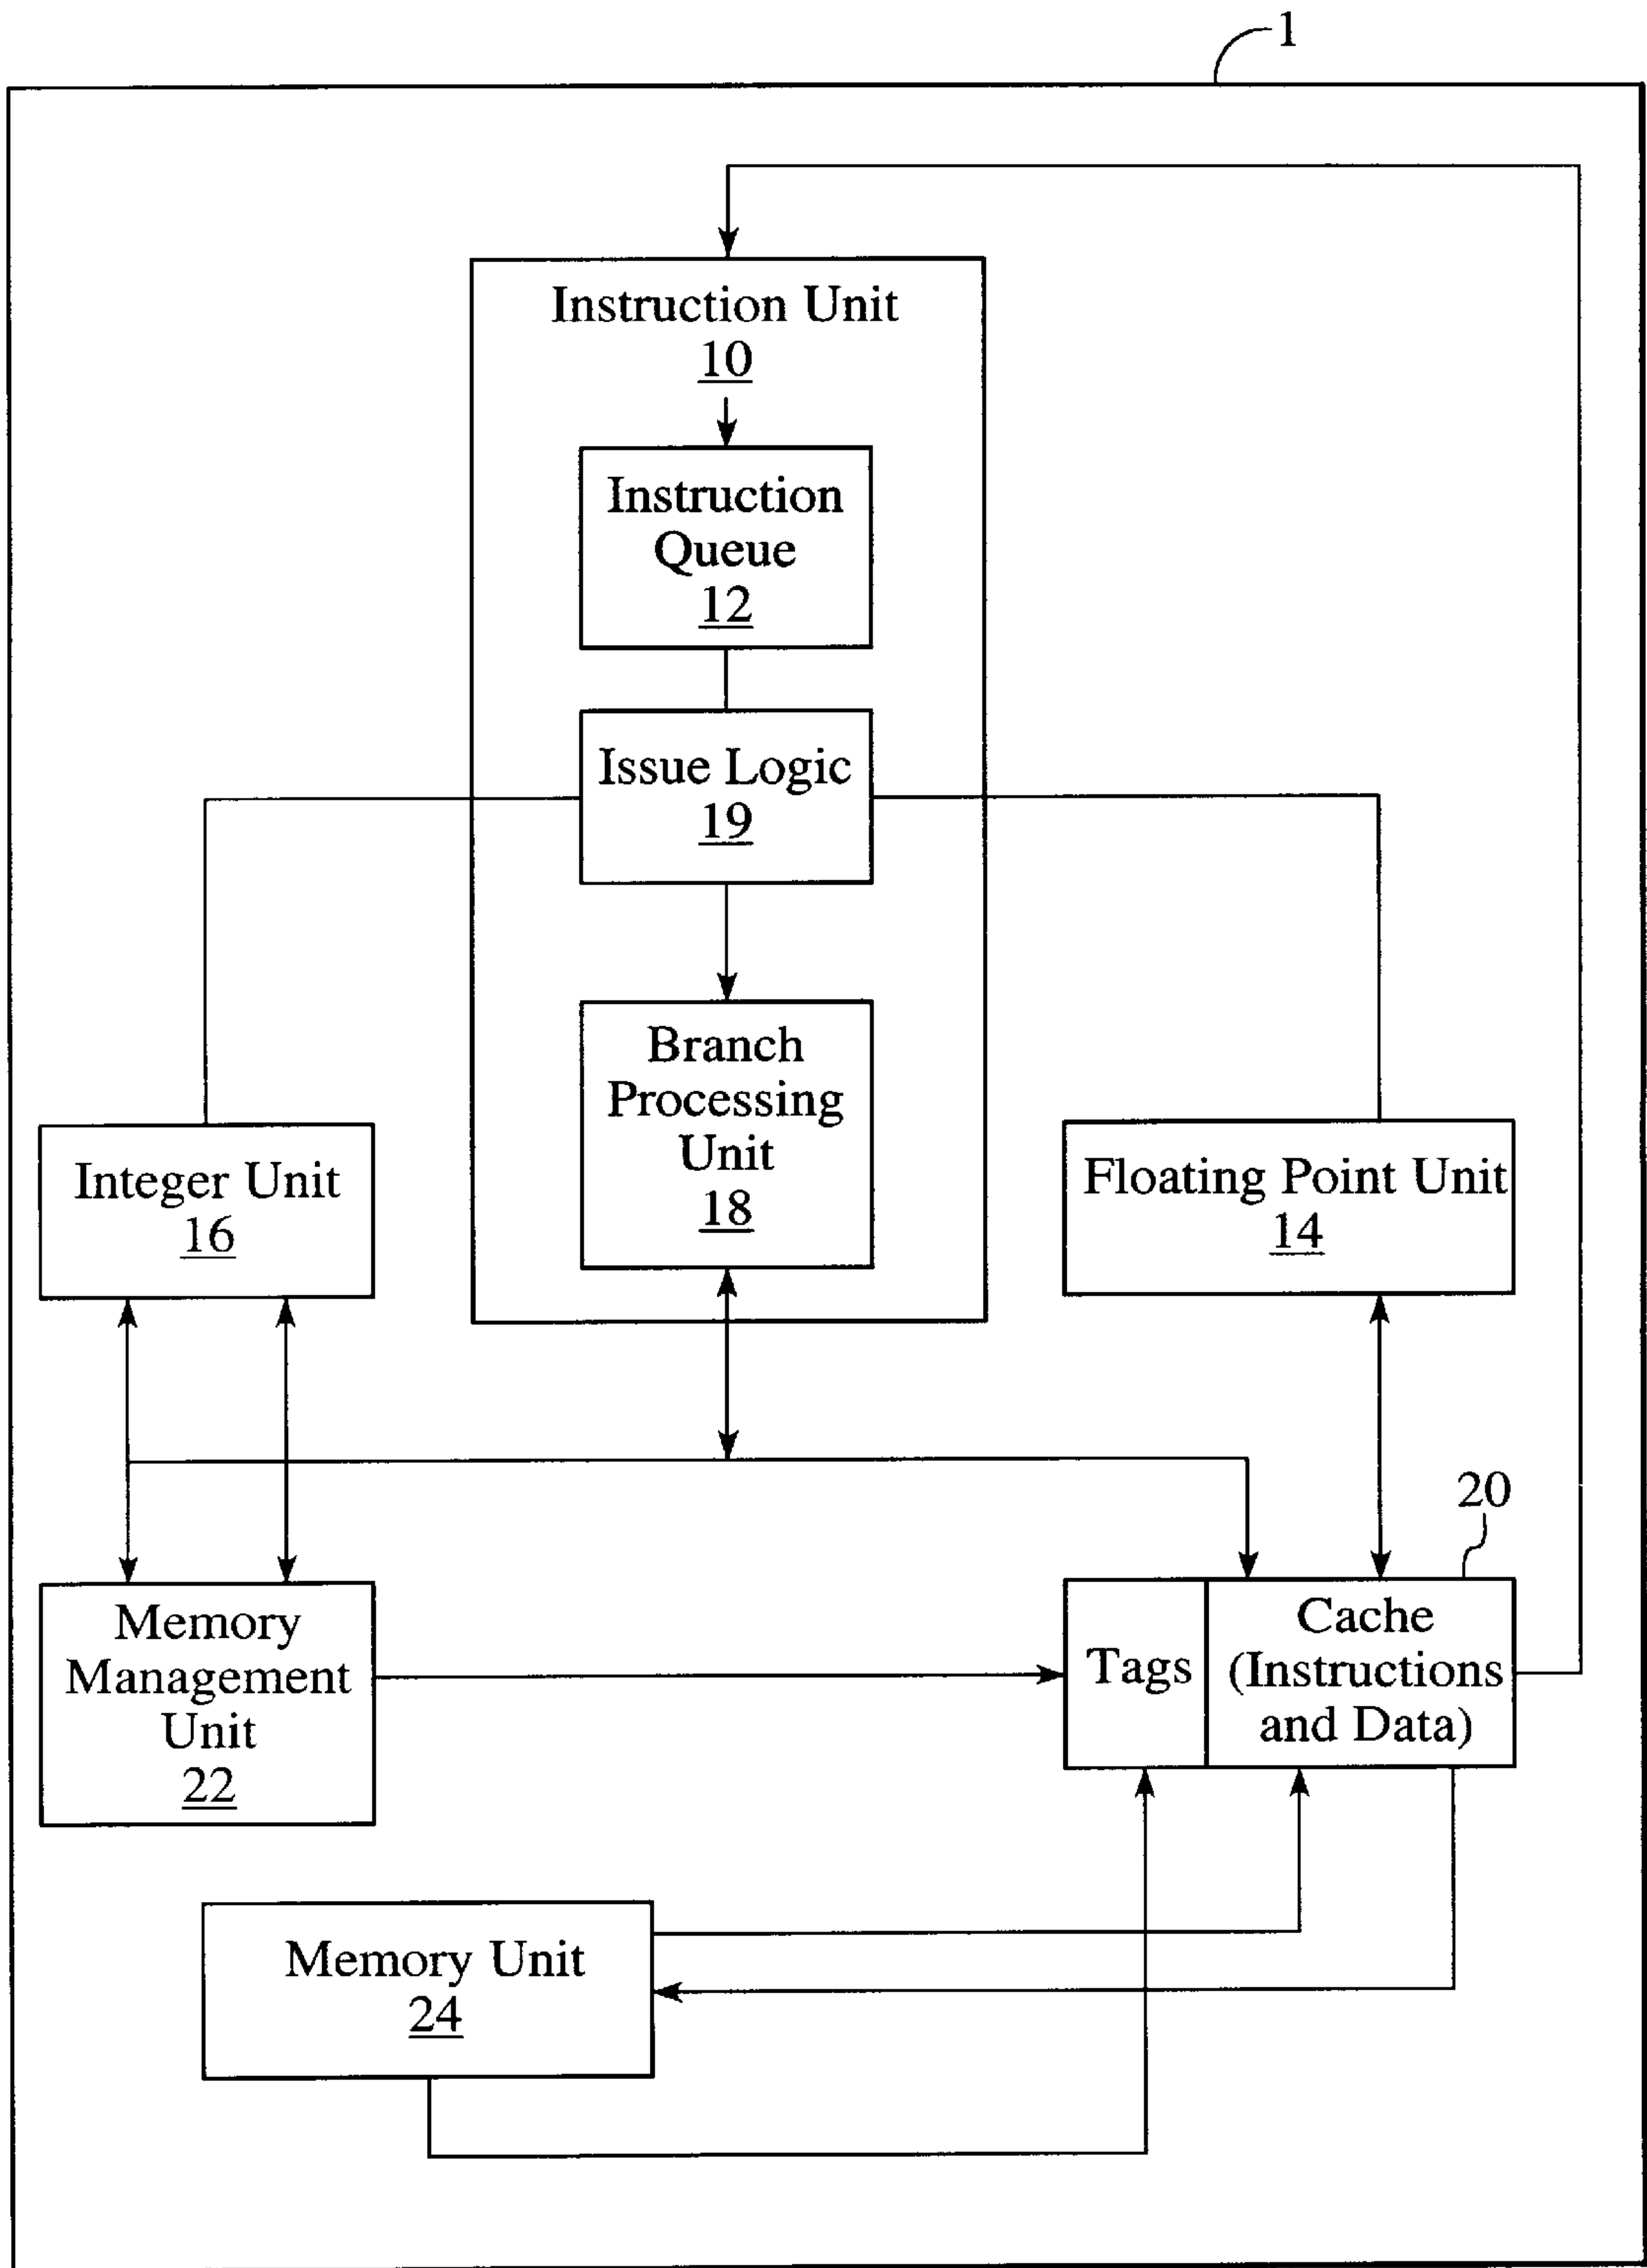 1
Instruction Unit
10
Instruction
Queue
12
Issue Logic
19
Branch
Processing
Unit
18
Integer Unit
16
Floating Point Unit
14
20
Memory
Management
Unit
22
Tags
Cache
(Instructions
and Data)
Memory Unit
24